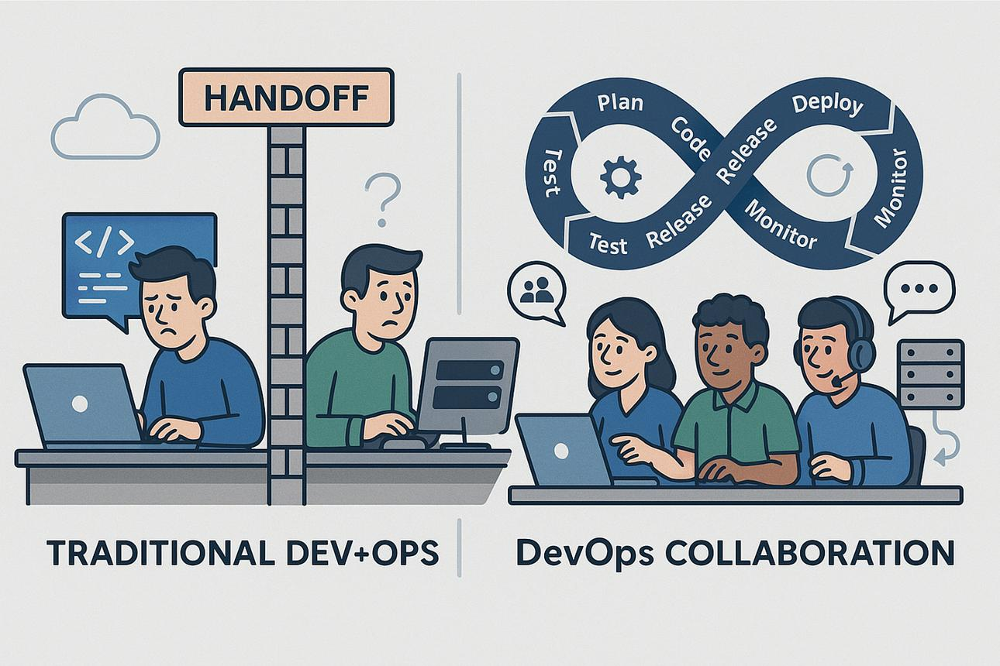 HANDOFF
</>
?
TRADITIONAL DEV+OPS
Plan
Code
Release
Deploy
Test
Monitor
Test
Release
Monitor
DevOps COLLABORATION